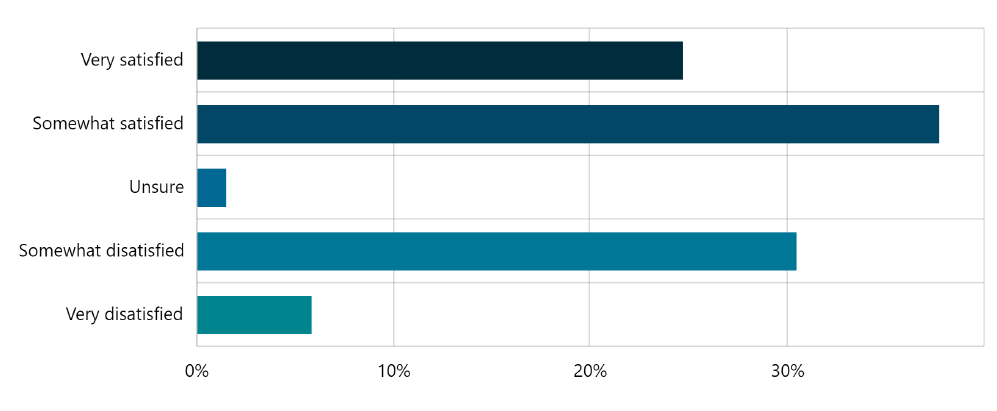 Very satisfied
Somewhat satisfied
Unsure
Somewhat disatisfied
Very disatisfied
0%
10%
20%
30%